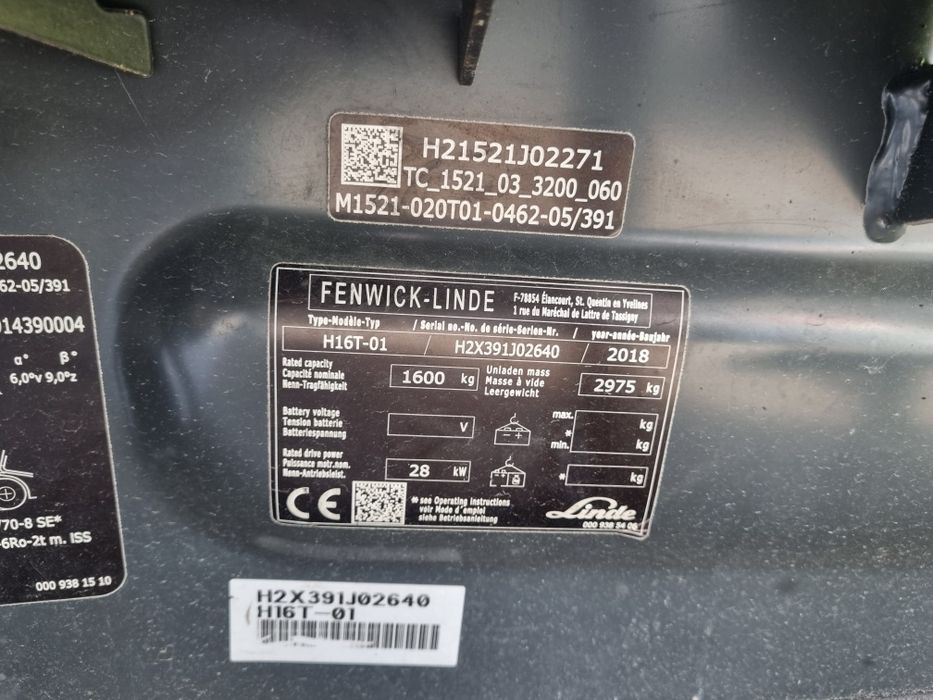 H21521J02271
TC_1521_03_3200_060
M1521-020T01-0462-05/391
2640
62-05/391
014390004
α° β°
6,0°v 9,0°z
770-8 SE*
-6Ro-2t m. ISS
000 938 15 10
FENWICK-LINDE
F-78854 Élancourt, St. Quentin en Yvelines
1 rue du Maréchal de Lattre de Tassigny
Type-Modèle-Typ / Serial no.-No. de série-Serien-Nr. / year-année-Baujahr
H16T-01 / H2X391J02640 / 2018
Rated capacity
Capacité nominale
Nenn-Tragfähigkeit
1600 kg
Unladen mass
Masse à vide
Leergewicht
2975 kg
Battery voltage
Tension batterie
Batteriespannung
V
- +
max. kg
*
min. kg
Rated drive power
Puissance motr.nom.
Nenn-Antriebsleist.
28 kW
- +
* kg
CE
* see Operating instructions
voir Mode d'emploi
siehe Betriebsanleitung
Linde
000 938 54 06
H2X391J02640
H16T-01